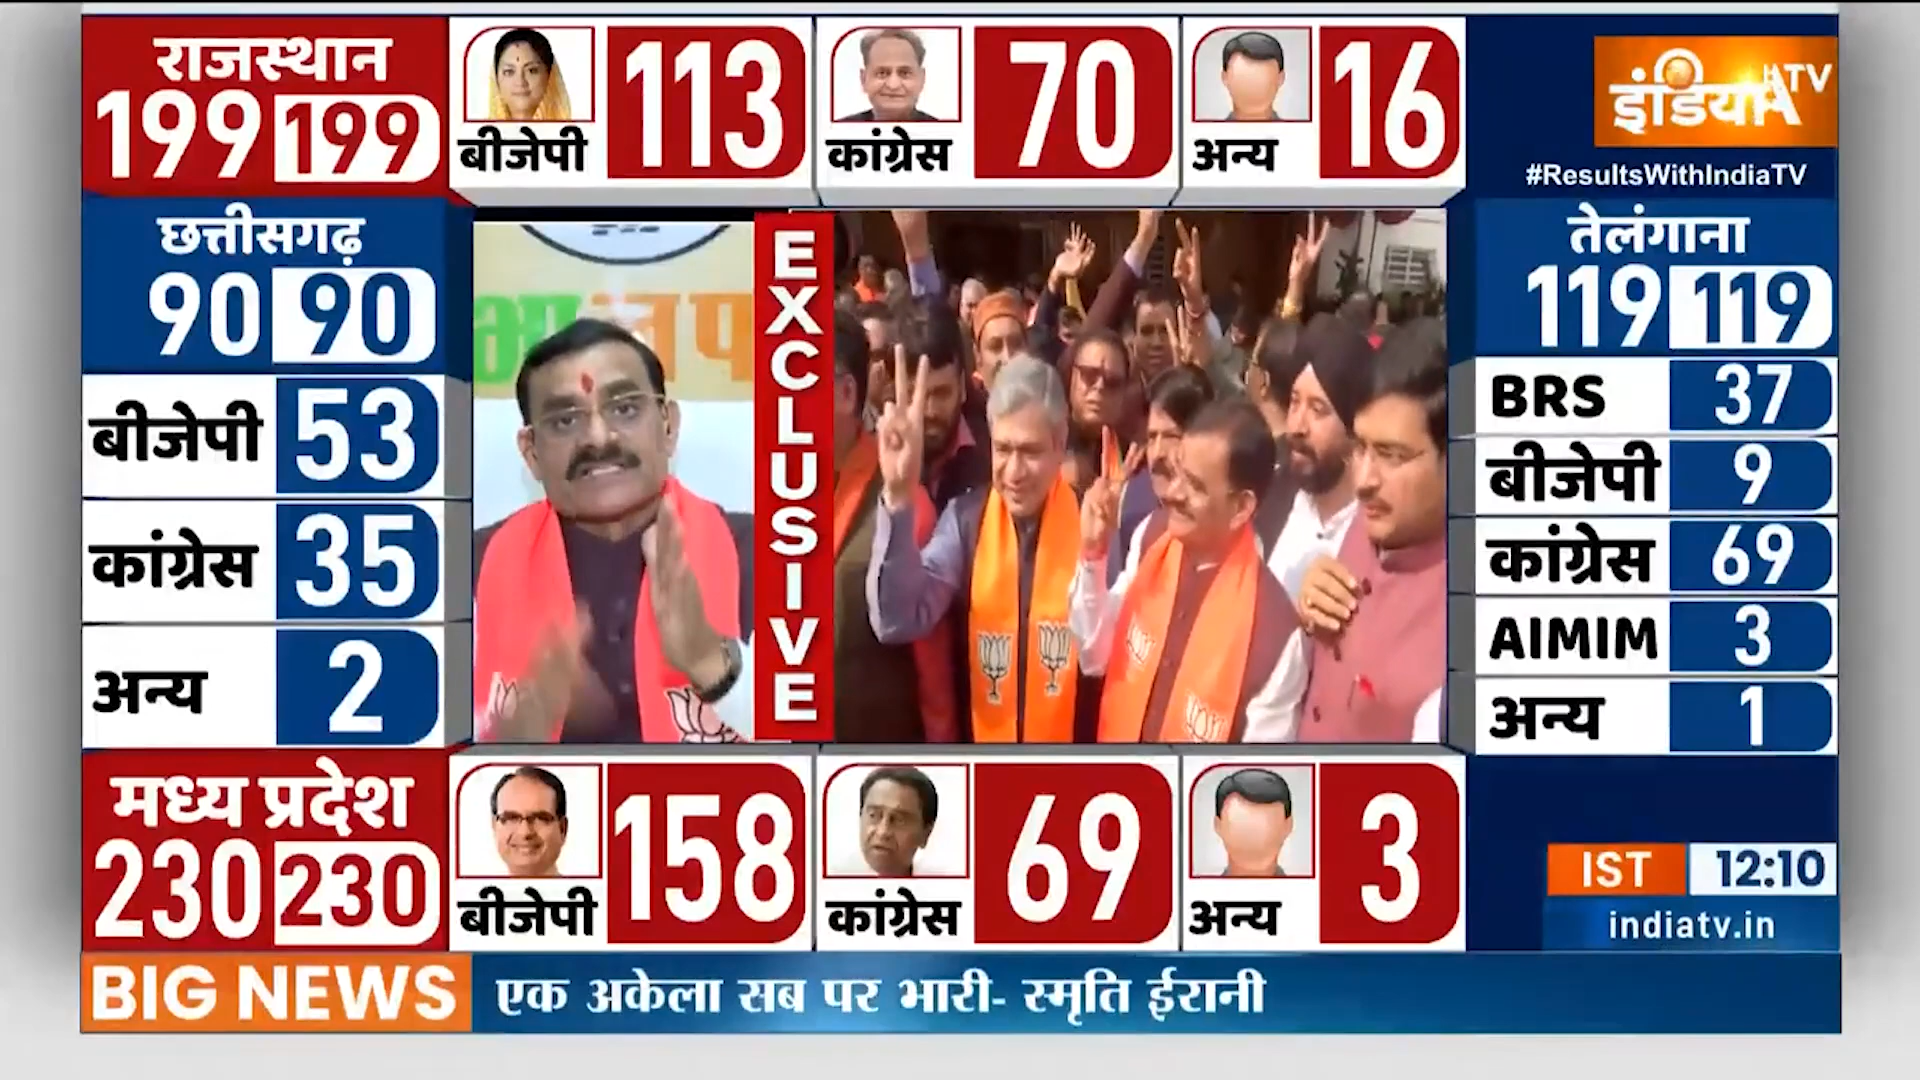 राजस्थान
199 199
बीजेपी 113
कांग्रेस 70
अन्य 16
इंडिया TV
#ResultsWithIndiaTV
छत्तीसगढ़
90 90
बीजेपी 53
कांग्रेस 35
अन्य 2
भाजप
EXCLUSIVE
तेलंगाना
119 119
BRS 37
बीजेपी 9
कांग्रेस 69
AIMIM 3
अन्य 1
मध्य प्रदेश
230 230
बीजेपी 158
कांग्रेस 69
अन्य 3
IST 12:10
indiatv.in
BIG NEWS एक अकेला सब पर भारी- स्मृति ईरानी